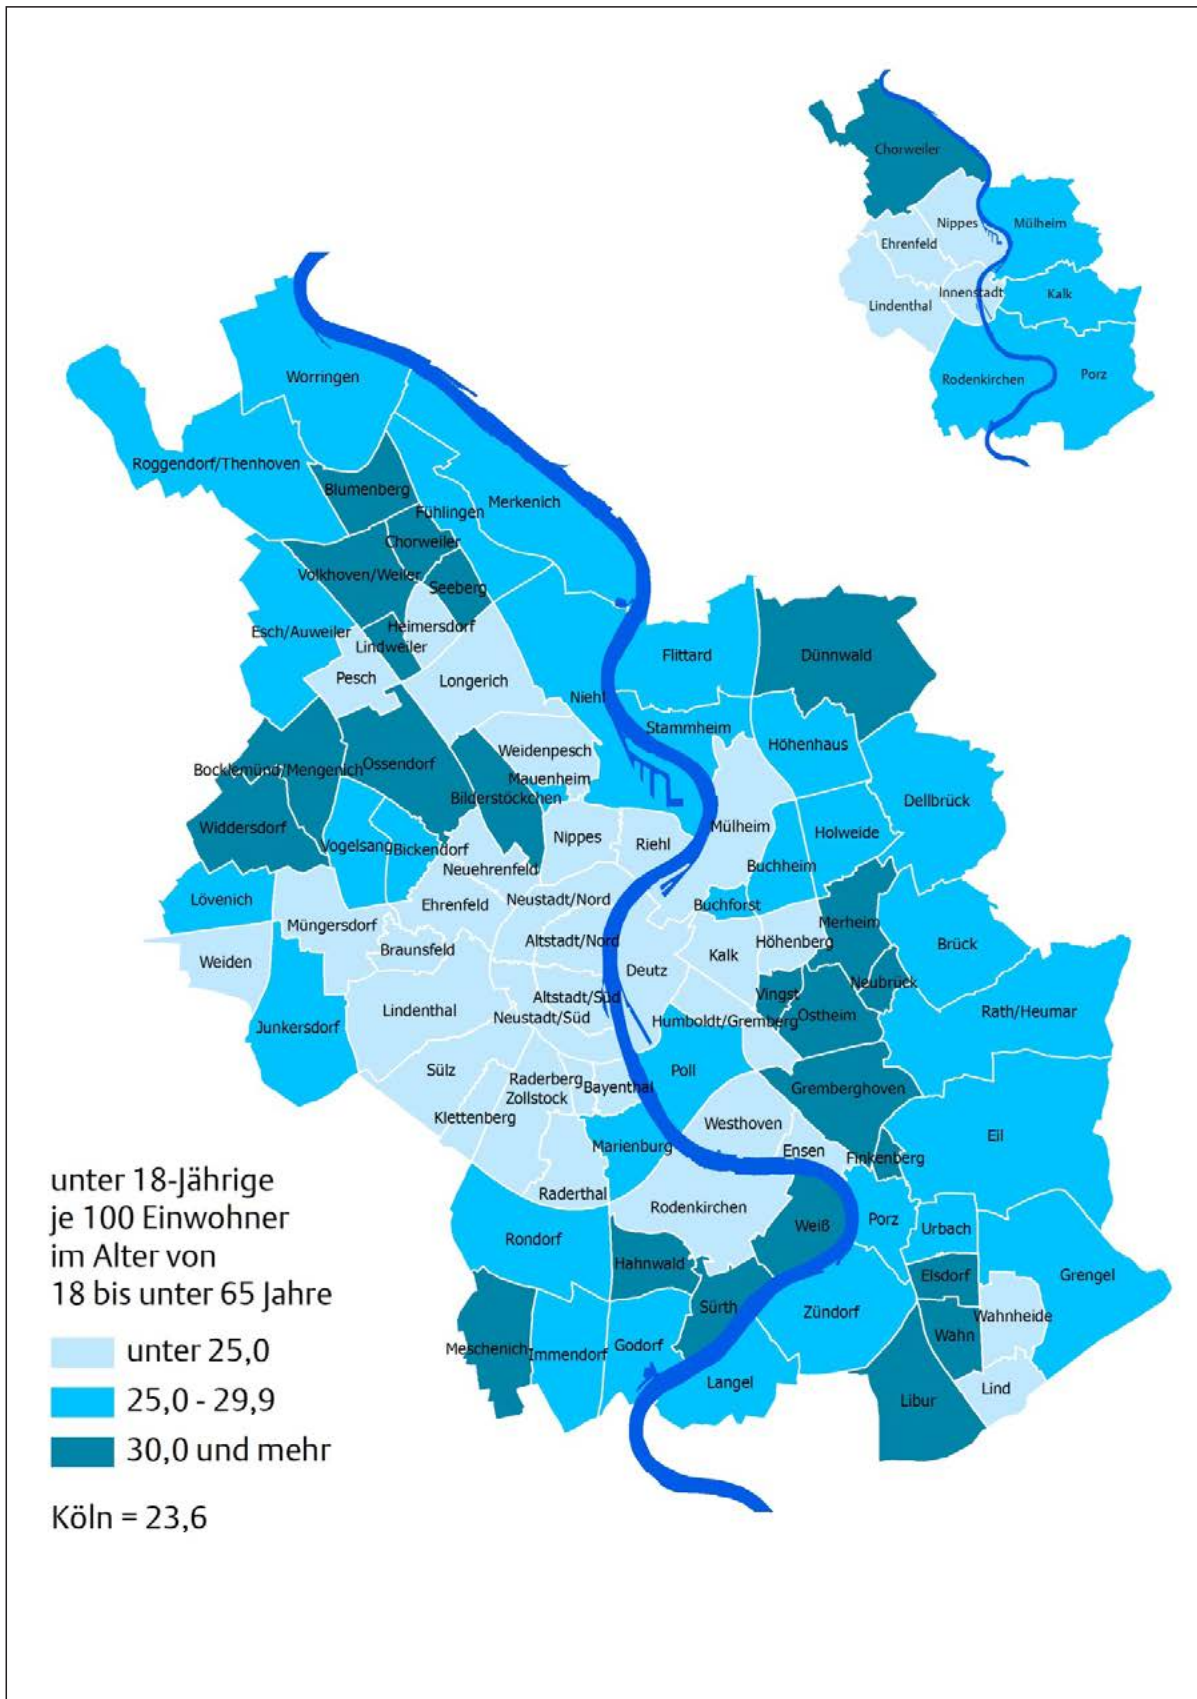 Chorweiler
Nippes
Mülheim
Ehrenfeld
Innenstadt
Kalk
Lindenthal
Rodenkirchen
Porz
Worringen
Roggendorf/Thenhoven
Blumenberg
Merkenich
Fühlingen
Chorweiler
Volkhoven/Weiler
Seeberg
Heimersdorf
Esch/Auweiler
Lindweiler
Pesch
Longerich
Flittard
Dünnwald
Niehl
Stammheim
Höhenhaus
Weidenpesch
Bocklemünd/Mengenich
Ossendorf
Mauenheim
Bilderstöckchen
Dellbrück
Widdersdorf
Mülheim
Holweide
Vogelsang
Bickendorf
Nippes
Riehl
Neuehrenfeld
Buchheim
Lövenich
Ehrenfeld
Neustadt/Nord
Buchforst
Müngersdorf
Merheim
Braunsfeld
Altstadt/Nord
Höhenberg
Brück
Weiden
Kalk
Deutz
Neubrück
Altstadt/Süd
Vingst
Lindenthal
Neustadt/Süd
Humboldt/Gremberg
Ostheim
Rath/Heumar
Junkersdorf
Sülz
Raderberg
Poll
Bayenthal
Gremberghoven
Zollstock
Klettenberg
Westhoven
Eil
Marienburg
Ensen
Finkenberg
Raderthal
Rodenkirchen
Weiß
Porz
Urbach
Rondorf
Hahnwald
Elsdorf
Grengel
Sürth
Zündorf
Wahnheide
Wahn
Meschenich
Immendorf
Godorf
Langel
Lind
Libur
unter 18-Jährige
je 100 Einwohner
im Alter von
18 bis unter 65 Jahre
unter 25,0
25,0 - 29,9
30,0 und mehr
Köln = 23,6